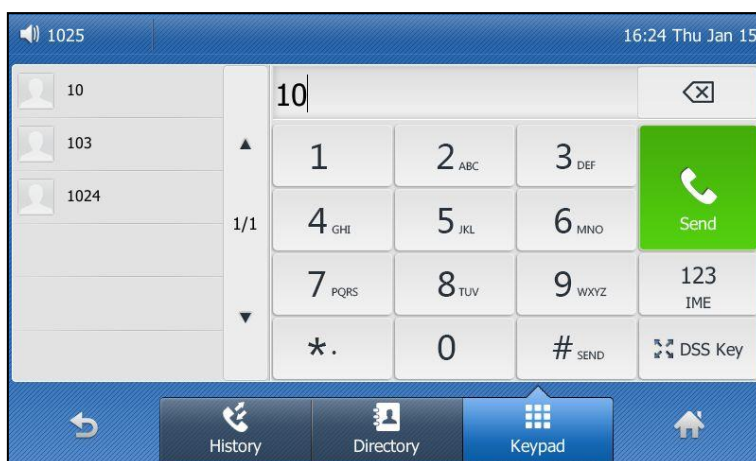 1025
16:24 Thu Jan 15
10
103
1024
1/1
10
1
2 ABC
3 DEF
Send
4 GHI
5 JKL
6 MNO
7 PQRS
8 TUV
9 WXYZ
123
IME
*.
0
# SEND
DSS Key
History
Directory
Keypad